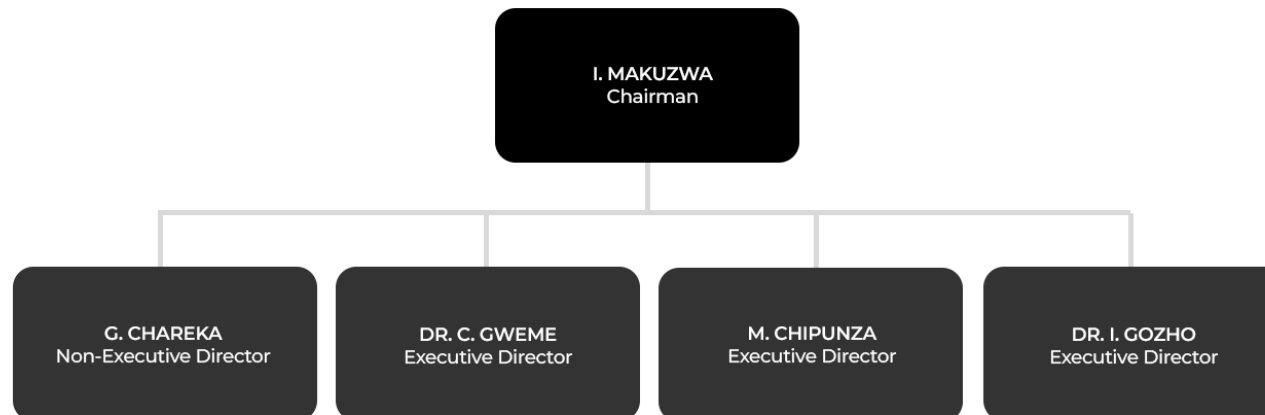 I. MAKUZWA
Chairman
G. CHAREKA
Non-Executive Director
DR. C. GWEME
Executive Director
M. CHIPUNZA
Executive Director
DR. I. GOZHO
Executive Director